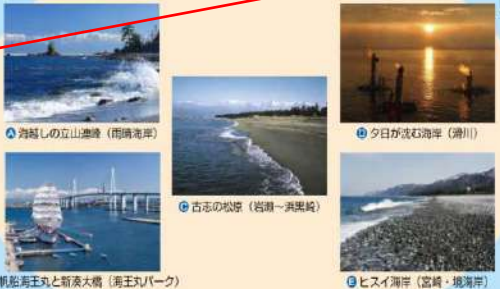 A 海越しの立山連峰（雨晴海岸）
帆船海王丸と新湊大橋（海王丸パーク）
C 古志の松原（岩瀬～浜黒崎）
D 夕日が沈む海岸（滑川）
E ヒスイ海岸（宮崎・境海岸）